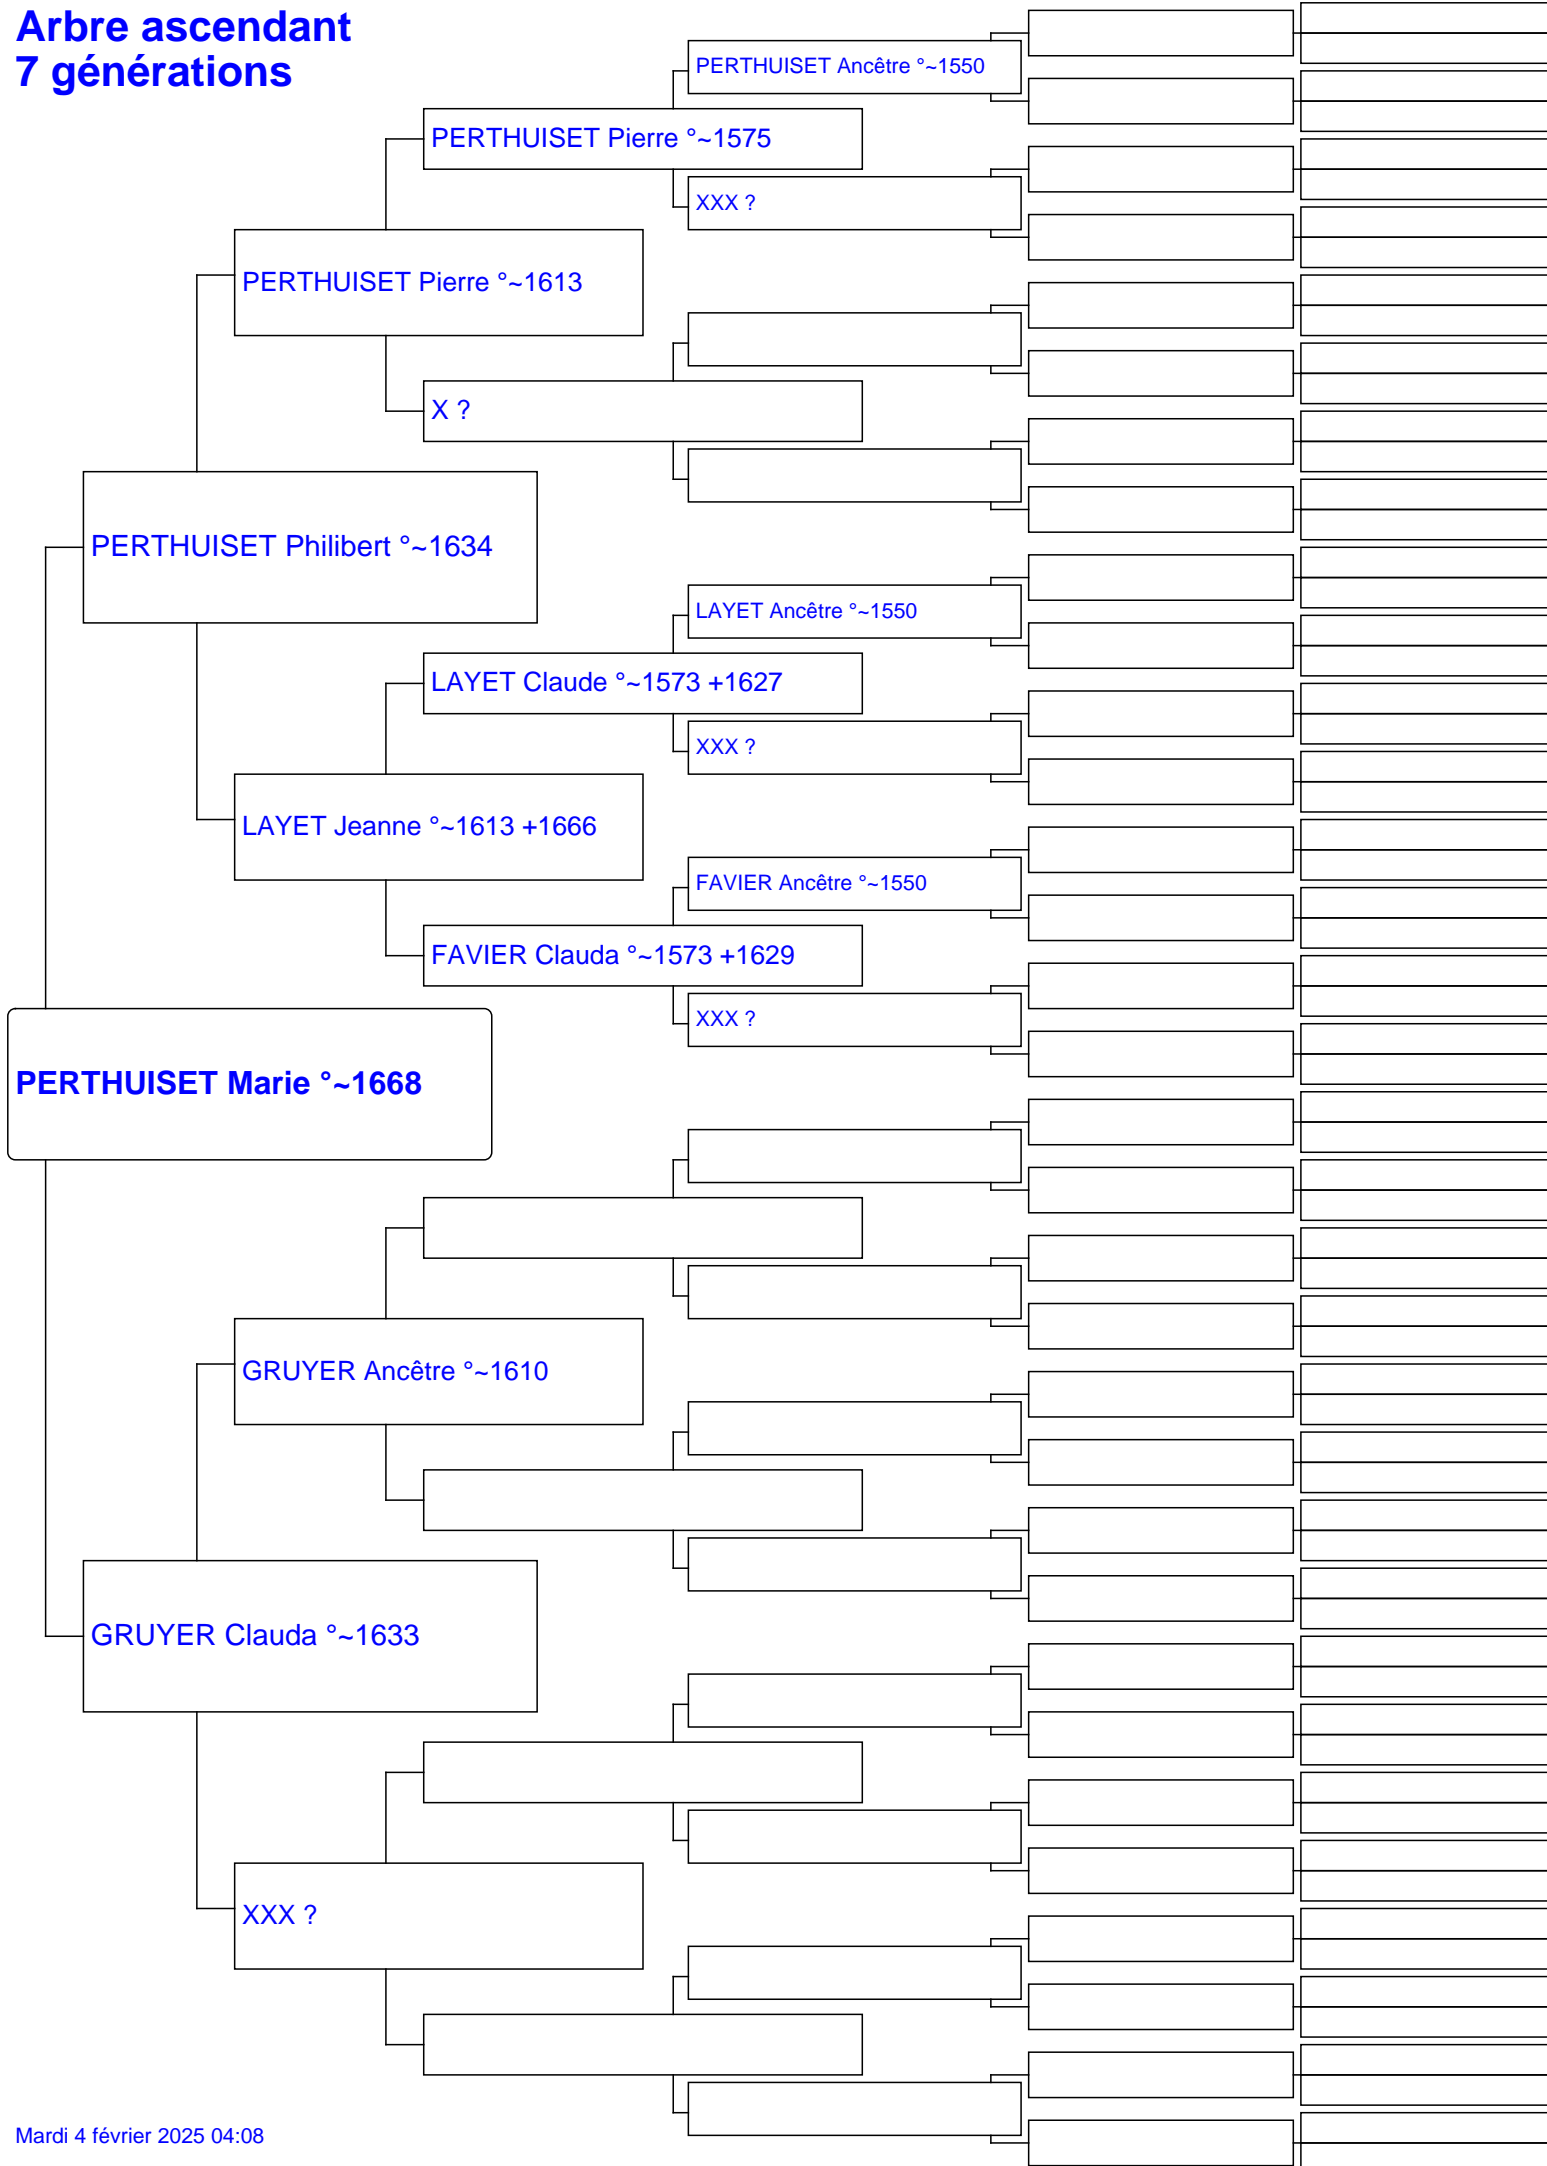 Arbre ascendant
7 générations
PERTHUISET Ancêtre °~1550
PERTHUISET Pierre °~1575
XXX ?
PERTHUISET Pierre °~1613
X ?
PERTHUISET Philibert °~1634
LAYET Ancêtre °~1550
LAYET Claude °~1573 +1627
XXX ?
LAYET Jeanne °~1613 +1666
FAVIER Ancêtre °~1550
FAVIER Clauda °~1573 +1629
XXX ?
PERTHUISET Marie °~1668
GRUYER Ancêtre °~1610
GRUYER Clauda °~1633
XXX ?
Mardi 4 février 2025 04:08